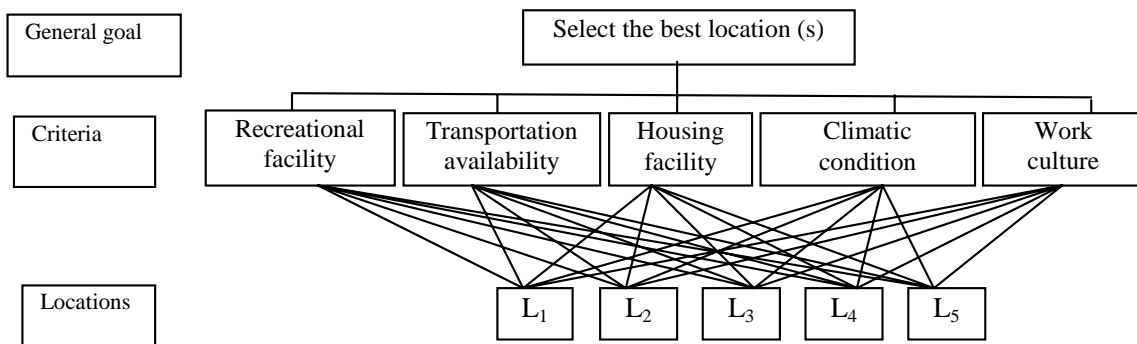 General goal
Select the best location (s)
Criteria
Recreational
facility
Transportation
availability
Housing
facility
Climatic
condition
Work
culture
Locations
L₁
L₂
L₃
L₄
L₅